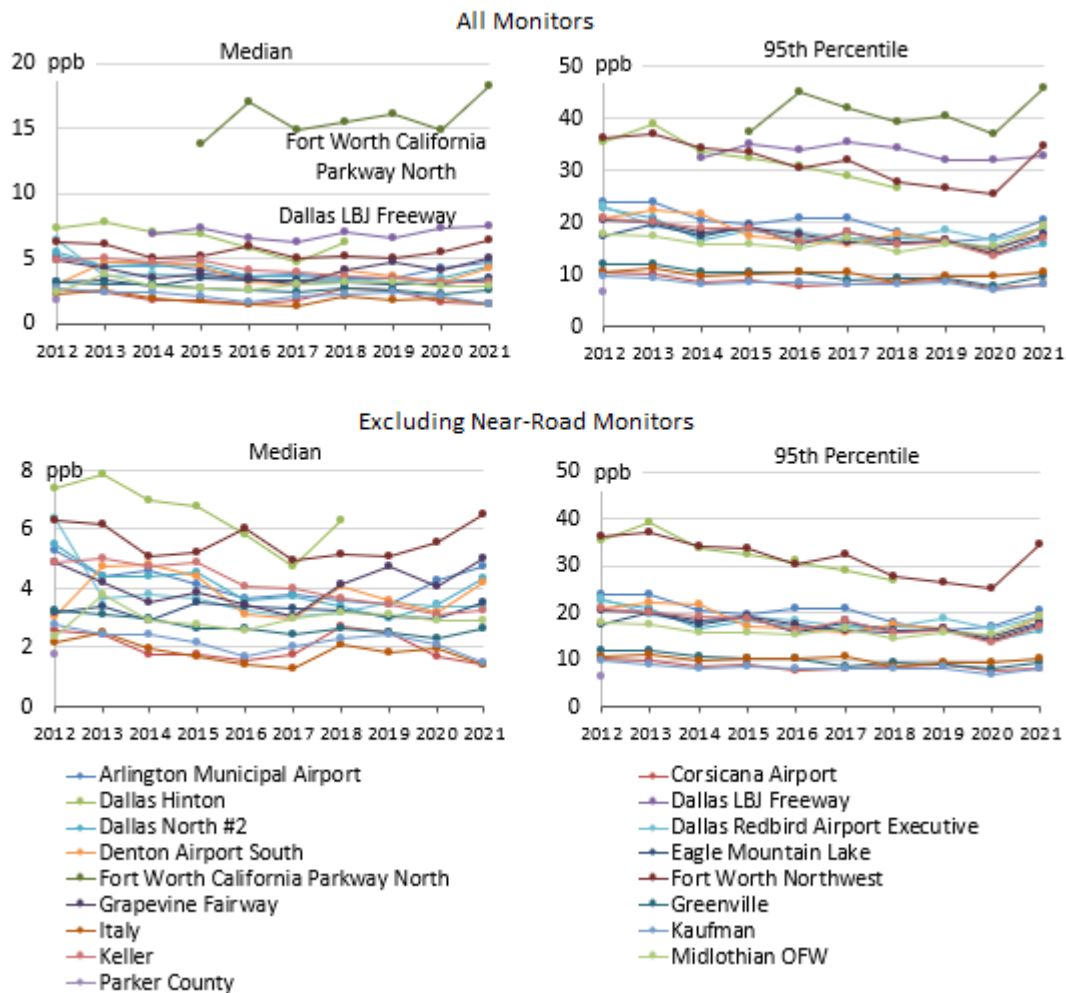 All Monitors
Median
95th Percentile
20
ppb
15
10
5
0
Fort Worth California
Parkway North
Dallas LBJ Freeway
2012 2013 2014 2015 2016 2017 2018 2019 2020 2021
50
ppb
40
30
20
10
0
2012 2013 2014 2015 2016 2017 2018 2019 2020 2021
Excluding Near-Road Monitors
Median
95th Percentile
8
ppb
6
4
2
0
2012 2013 2014 2015 2016 2017 2018 2019 2020 2021
50
ppb
40
30
20
10
0
2012 2013 2014 2015 2016 2017 2018 2019 2020 2021
Arlington Municipal Airport
Dallas Hinton
Dallas North #2
Denton Airport South
Fort Worth California Parkway North
Grapevine Fairway
Italy
Keller
Parker County
Corsicana Airport
Dallas LBJ Freeway
Dallas Redbird Airport Executive
Eagle Mountain Lake
Fort Worth Northwest
Greenville
Kaufman
Midlothian OFW